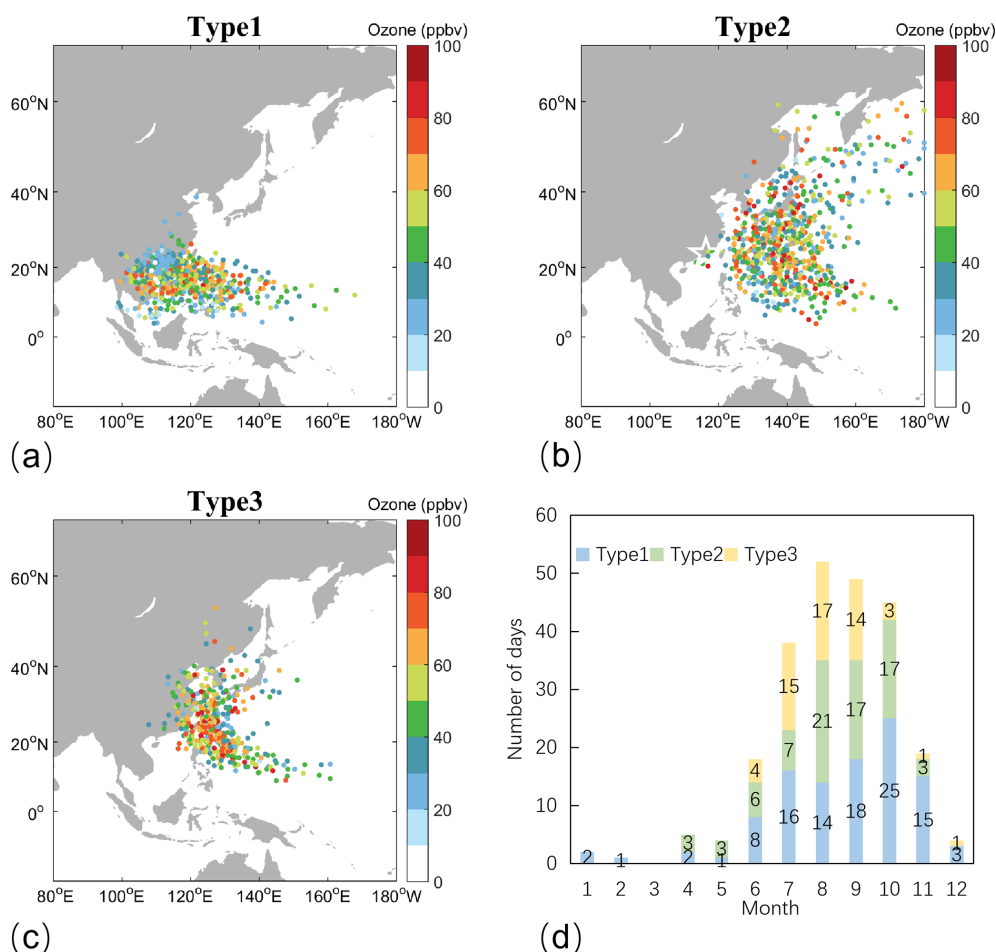 Type1
Ozone (ppbv)
100
80
60
40
20
0
60°N
40°N
20°N
0°
80°E 100°E 120°E 140°E 160°E 180°W
(a)
Type2
Ozone (ppbv)
100
80
60
40
20
0
60°N
40°N
20°N
0°
80°E 100°E 120°E 140°E 160°E 180°W
(b)
Type3
Ozone (ppbv)
100
80
60
40
20
0
60°N
40°N
20°N
0°
80°E 100°E 120°E 140°E 160°E 180°W
(c)
Number of days
60
50
40
30
20
10
0
Type1 Type2 Type3
2
1
3
2
3
1
4
6
8
15
7
16
17
21
14
14
17
18
3
17
25
1
3
15
1
3
1 2 3 4 5 6 7 8 9 10 11 12
Month
(d)